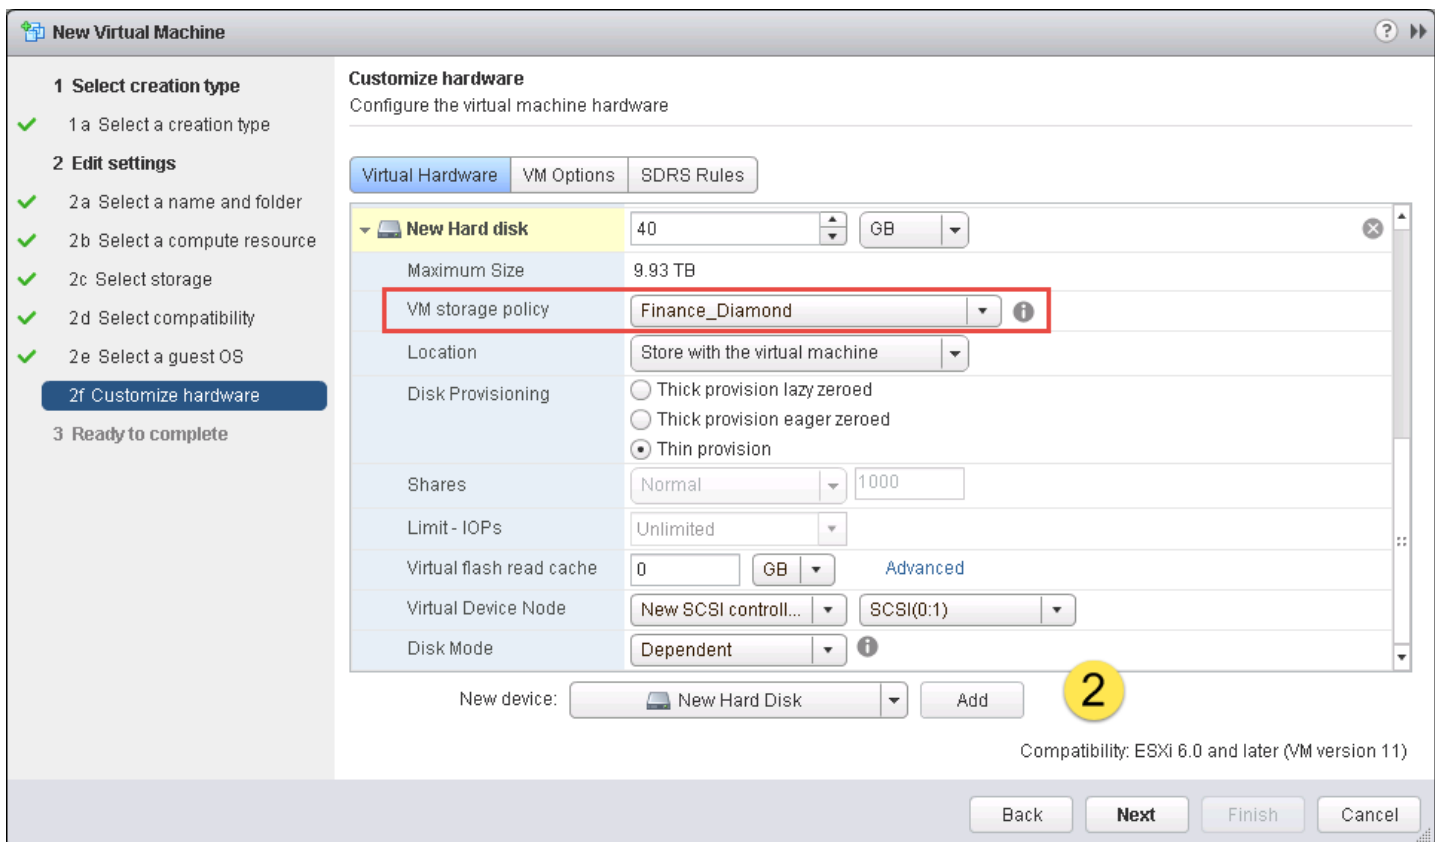 New Virtual Machine
?
1 Select creation type
1a Select a creation type
2 Edit settings
2a Select a name and folder
2b Select a compute resource
2c Select storage
2d Select compatibility
2e Select a guest OS
2f Customize hardware
3 Ready to complete
Customize hardware
Configure the virtual machine hardware
Virtual Hardware VM Options SDRS Rules
New Hard disk 40 GB
Maximum Size 9.93 TB
VM storage policy Finance_Diamond i
Location Store with the virtual machine
Disk Provisioning Thick provision lazy zeroed
Thick provision eager zeroed
Thin provision
Shares Normal 1000
Limit - IOPs Unlimited
Virtual flash read cache 0 GB Advanced
Virtual Device Node New SCSI controll... SCSI(0:1)
Disk Mode Dependent i
New device: New Hard Disk Add 2
Compatibility: ESXi 6.0 and later (VM version 11)
Back Next Finish Cancel